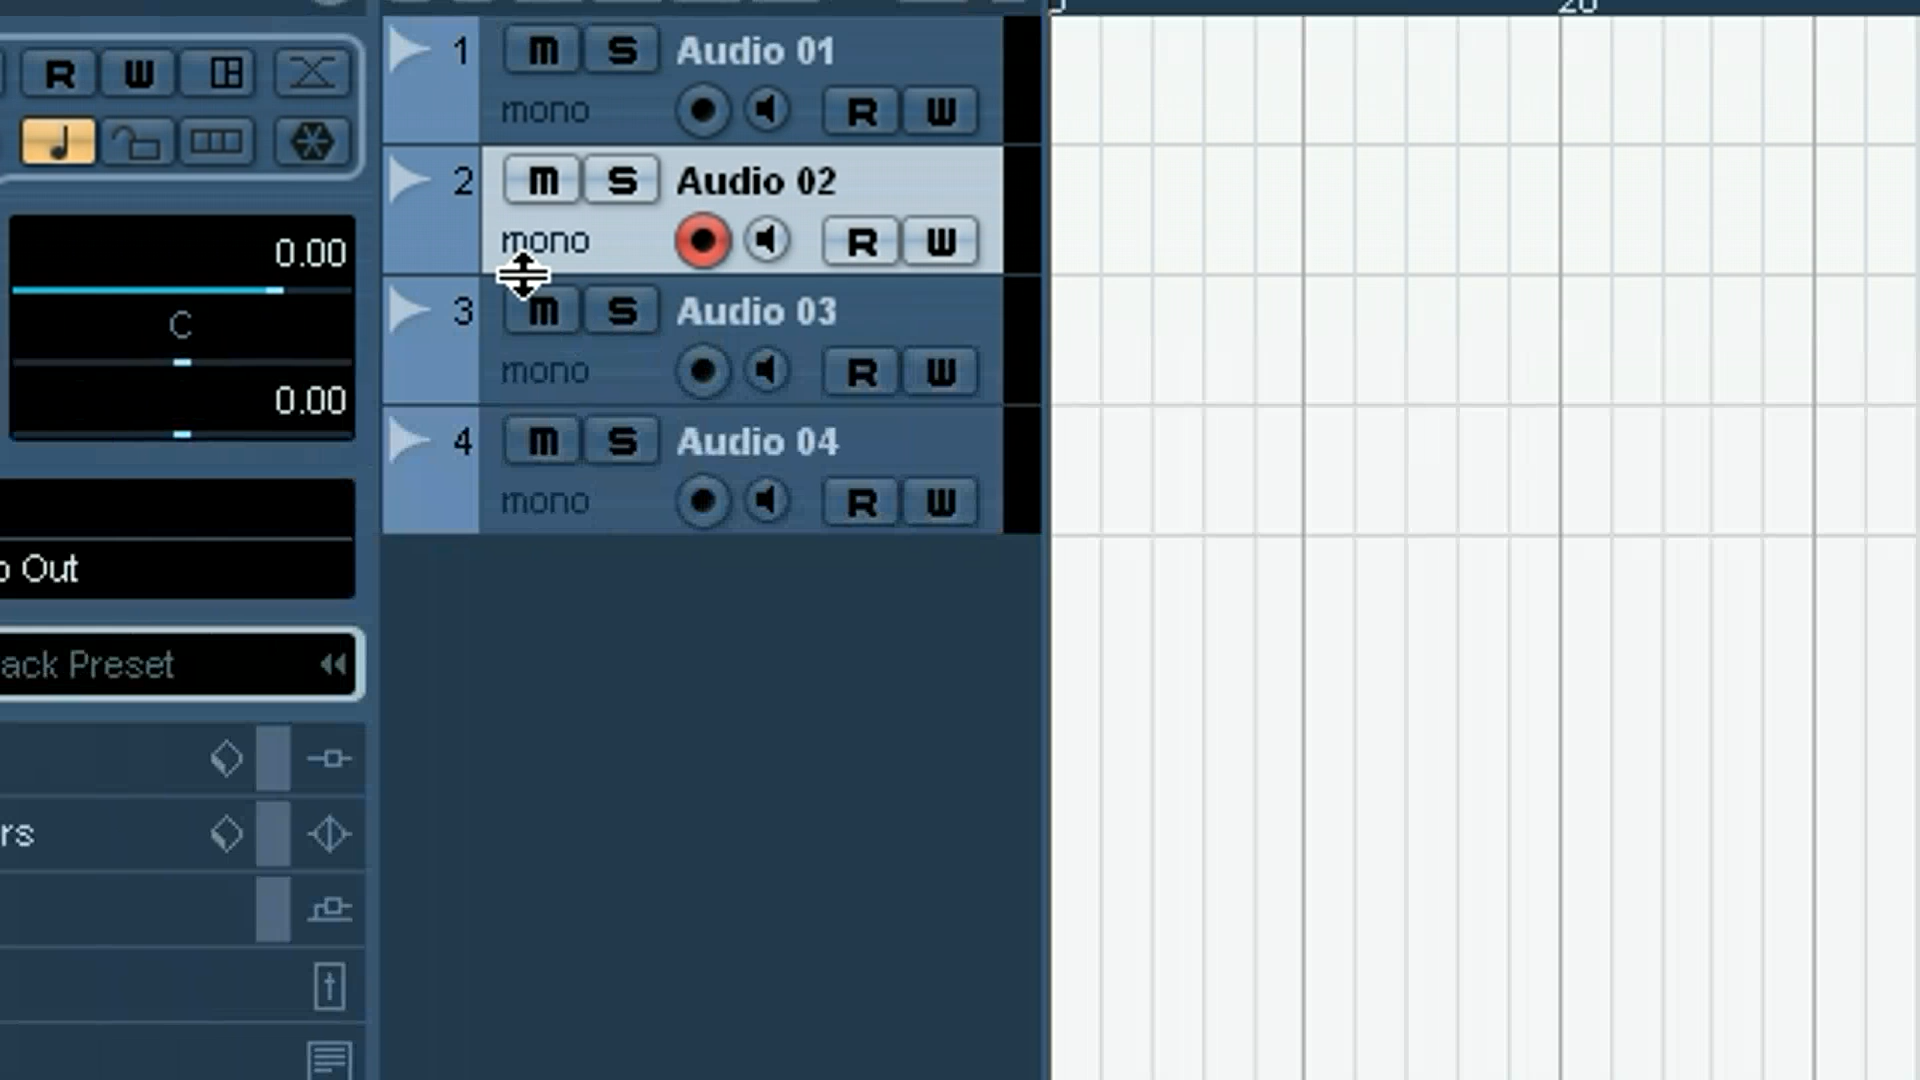 20
R W
1 m S Audio 01
mono R W
2 m S Audio 02
mono R W
3 m S Audio 03
mono R W
4 m S Audio 04
mono R W
0.00
C
0.00
Out
ack Preset
rs